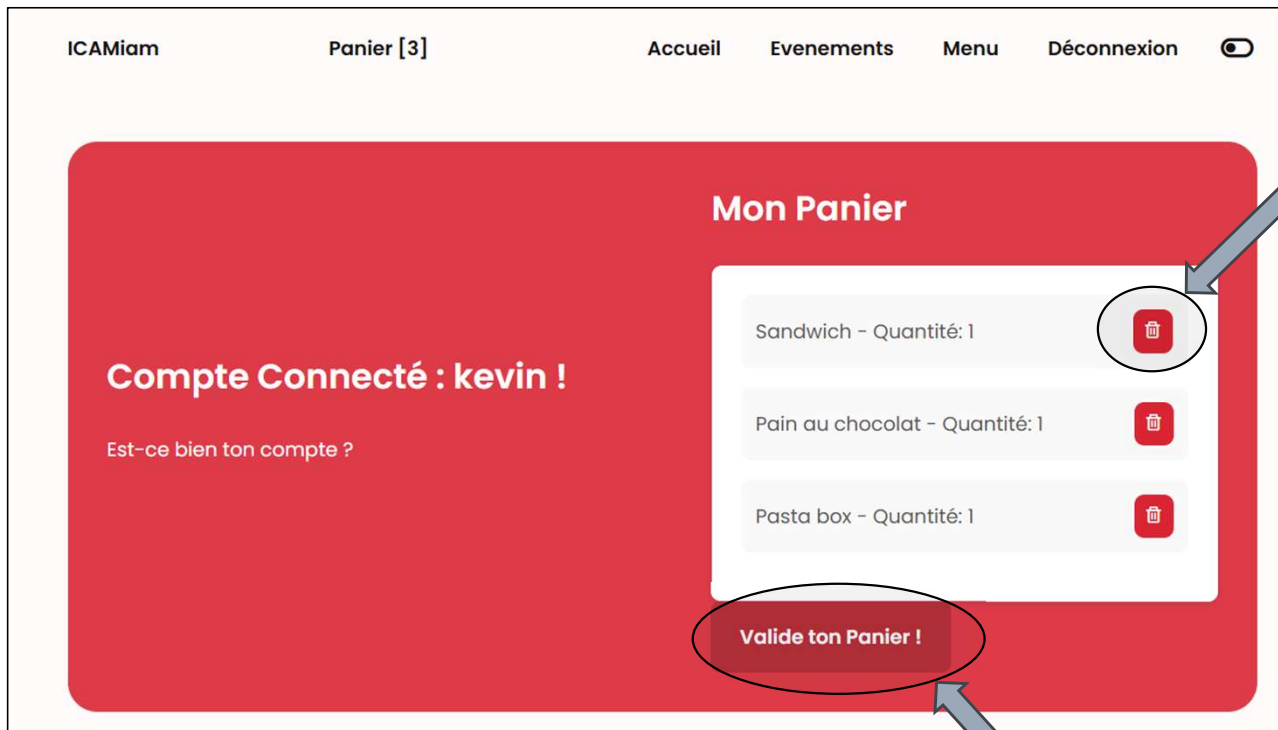 ICAMiam Panier [3] Accueil Evenements Menu Déconnexion
Mon Panier
Sandwich - Quantité: 1
Compte Connecté : kevin !
Pain au chocolat - Quantité: 1
Est-ce bien ton compte ?
Pasta box - Quantité: 1
Valide ton Panier !